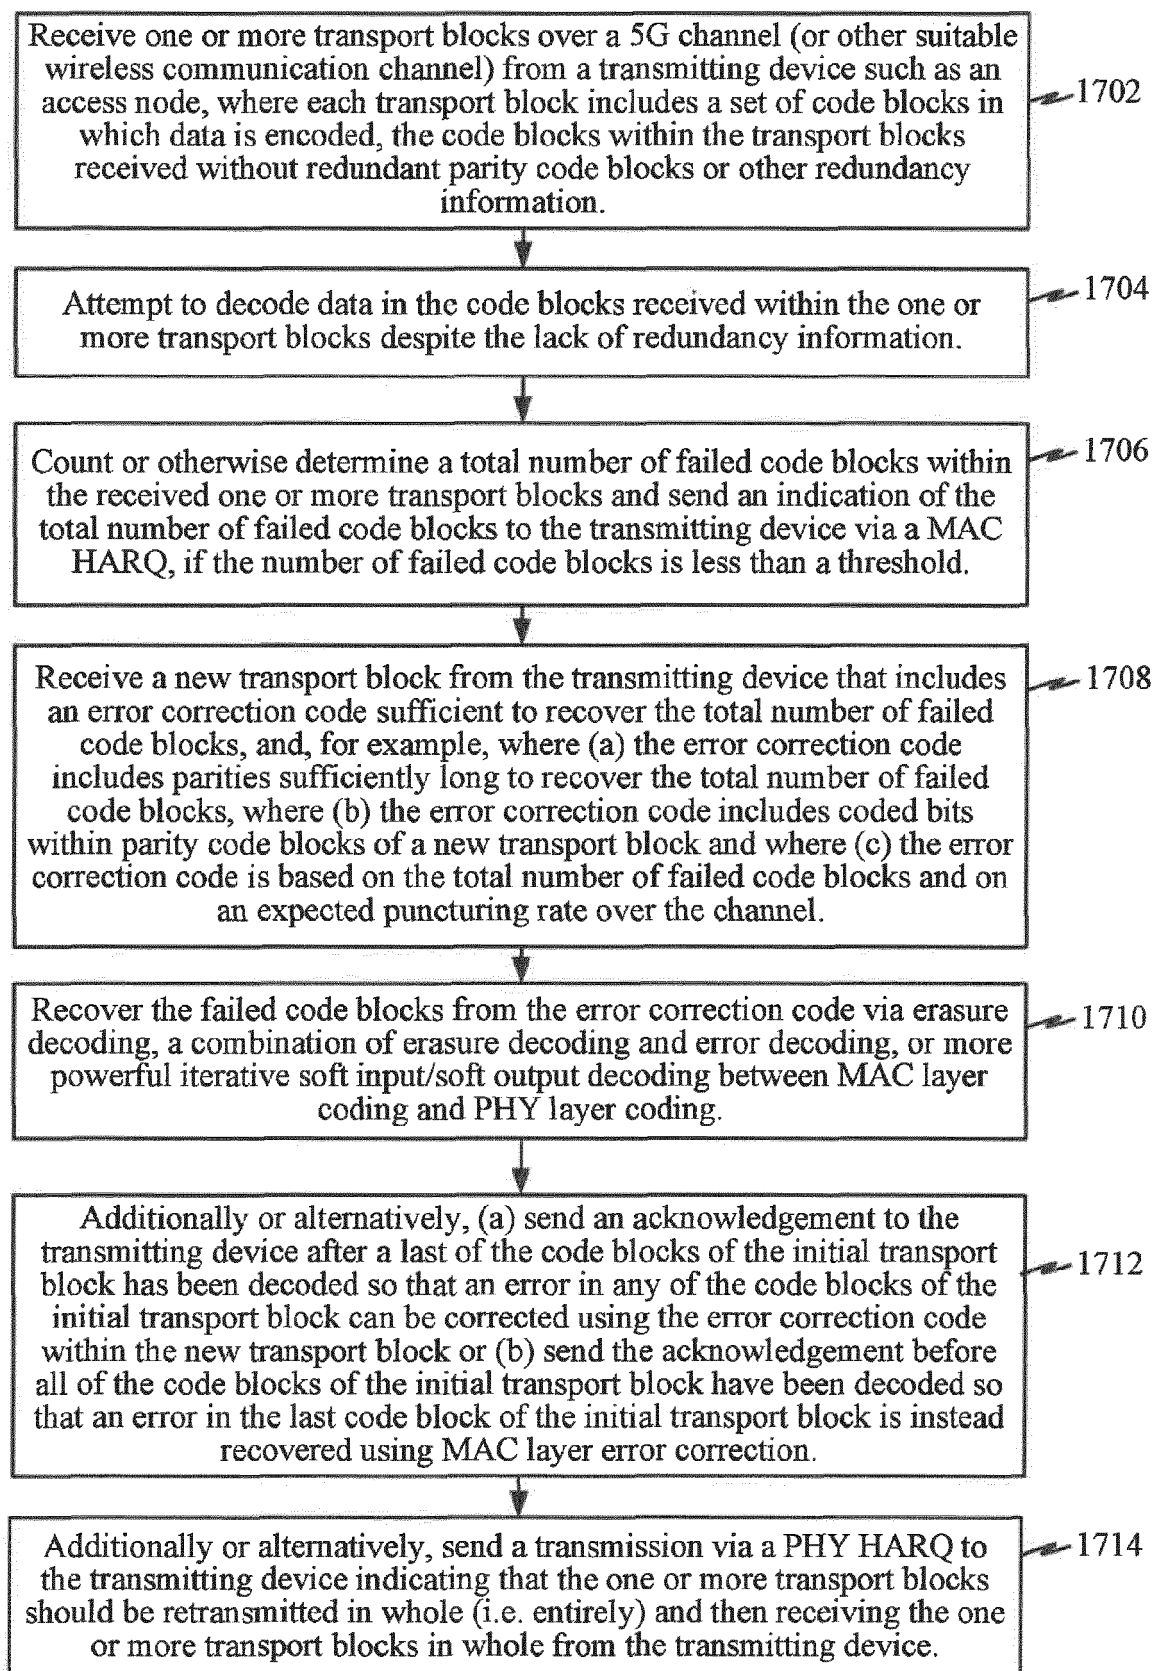 Receive one or more transport blocks over a 5G channel (or other suitable
wireless communication channel) from a transmitting device such as an
access node, where each transport block includes a set of code blocks in
which data is encoded, the code blocks within the transport blocks
received without redundant parity code blocks or other redundancy
information.
1702
Attempt to decode data in the code blocks received within the one or
more transport blocks despite the lack of redundancy information.
1704
Count or otherwise determine a total number of failed code blocks within
the received one or more transport blocks and send an indication of the
total number of failed code blocks to the transmitting device via a MAC
HARQ, if the number of failed code blocks is less than a threshold.
1706
Receive a new transport block from the transmitting device that includes
an error correction code sufficient to recover the total number of failed
code blocks, and, for example, where (a) the error correction code
includes parities sufficiently long to recover the total number of failed
code blocks, where (b) the error correction code includes coded bits
within parity code blocks of a new transport block and where (c) the error
correction code is based on the total number of failed code blocks and on
an expected puncturing rate over the channel.
1708
Recover the failed code blocks from the error correction code via erasure
decoding, a combination of erasure decoding and error decoding, or more
powerful iterative soft input/soft output decoding between MAC layer
coding and PHY layer coding.
1710
Additionally or alternatively, (a) send an acknowledgement to the
transmitting device after a last of the code blocks of the initial transport
block has been decoded so that an error in any of the code blocks of the
initial transport block can be corrected using the error correction code
within the new transport block or (b) send the acknowledgement before
all of the code blocks of the initial transport block have been decoded so
that an error in the last code block of the initial transport block is instead
recovered using MAC layer error correction.
1712
Additionally or alternatively, send a transmission via a PHY HARQ to
the transmitting device indicating that the one or more transport blocks
should be retransmitted in whole (i.e. entirely) and then receiving the one
or more transport blocks in whole from the transmitting device.
1714